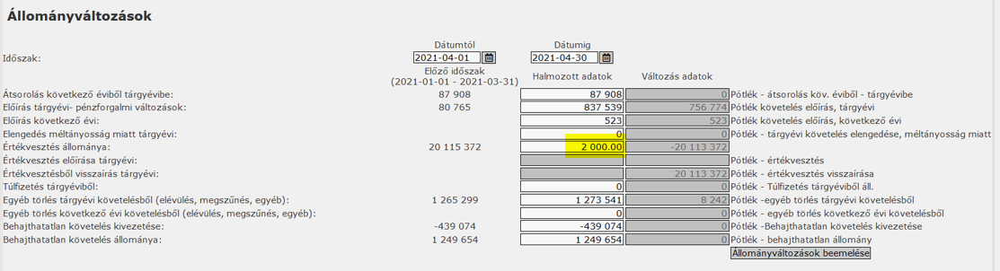 Állományváltozások
Dátumtól Dátumig
Időszak: 2021-04-01 2021-04-30
Előző időszak Halmozott adatok Változás adatok
(2021-01-01 - 2021-03-31)
Átsorolás következő éviből tárgyévibe: 87 908 87 908 0 Pótlék - átsorolás köv. éviből - tárgyévibe
Előírás tárgyévi- pénzforgalmi változások: 80 765 837 539 756 774 Pótlék követelés előírás, tárgyévi
Előírás következő évi: 523 523 Pótlék követelés előírás, következő évi
Elengedés méltányosság miatt tárgyévi: 0 0 Pótlék - tárgyévi követelés elengedése, méltányosság miatt
Értékvesztés állománya: 20 115 372 2 000.00 -20 113 372
Értékvesztés előírása tárgyévi: Pótlék - értékvesztés
Értékvesztésből visszaírás tárgyévi: 20 113 372 Pótlék - értékvesztés visszaírása
Túlfizetés tárgyéviből: 0 0 Pótlék - Túlfizetés tárgyéviből áll.
Egyéb törlés tárgyévi követelésből (elévülés, megszűnés, egyéb): 1 265 299 1 273 541 8 242 Pótlék -egyéb törlés tárgyévi követelésből
Egyéb törlés következő évi követelésből (elévülés, megszűnés, egyéb): 0 0 Pótlék - egyéb törlés következő évi követelésből
Behajthatatlan követelés kivezetése: -439 074 -439 074 0 Pótlék -Behajthatatlan követelés kivezetése
Behajthatatlan követelés állománya: 1 249 654 1 249 654 0 Pótlék - behajthatatlan állomány
Állományváltozások beemelése